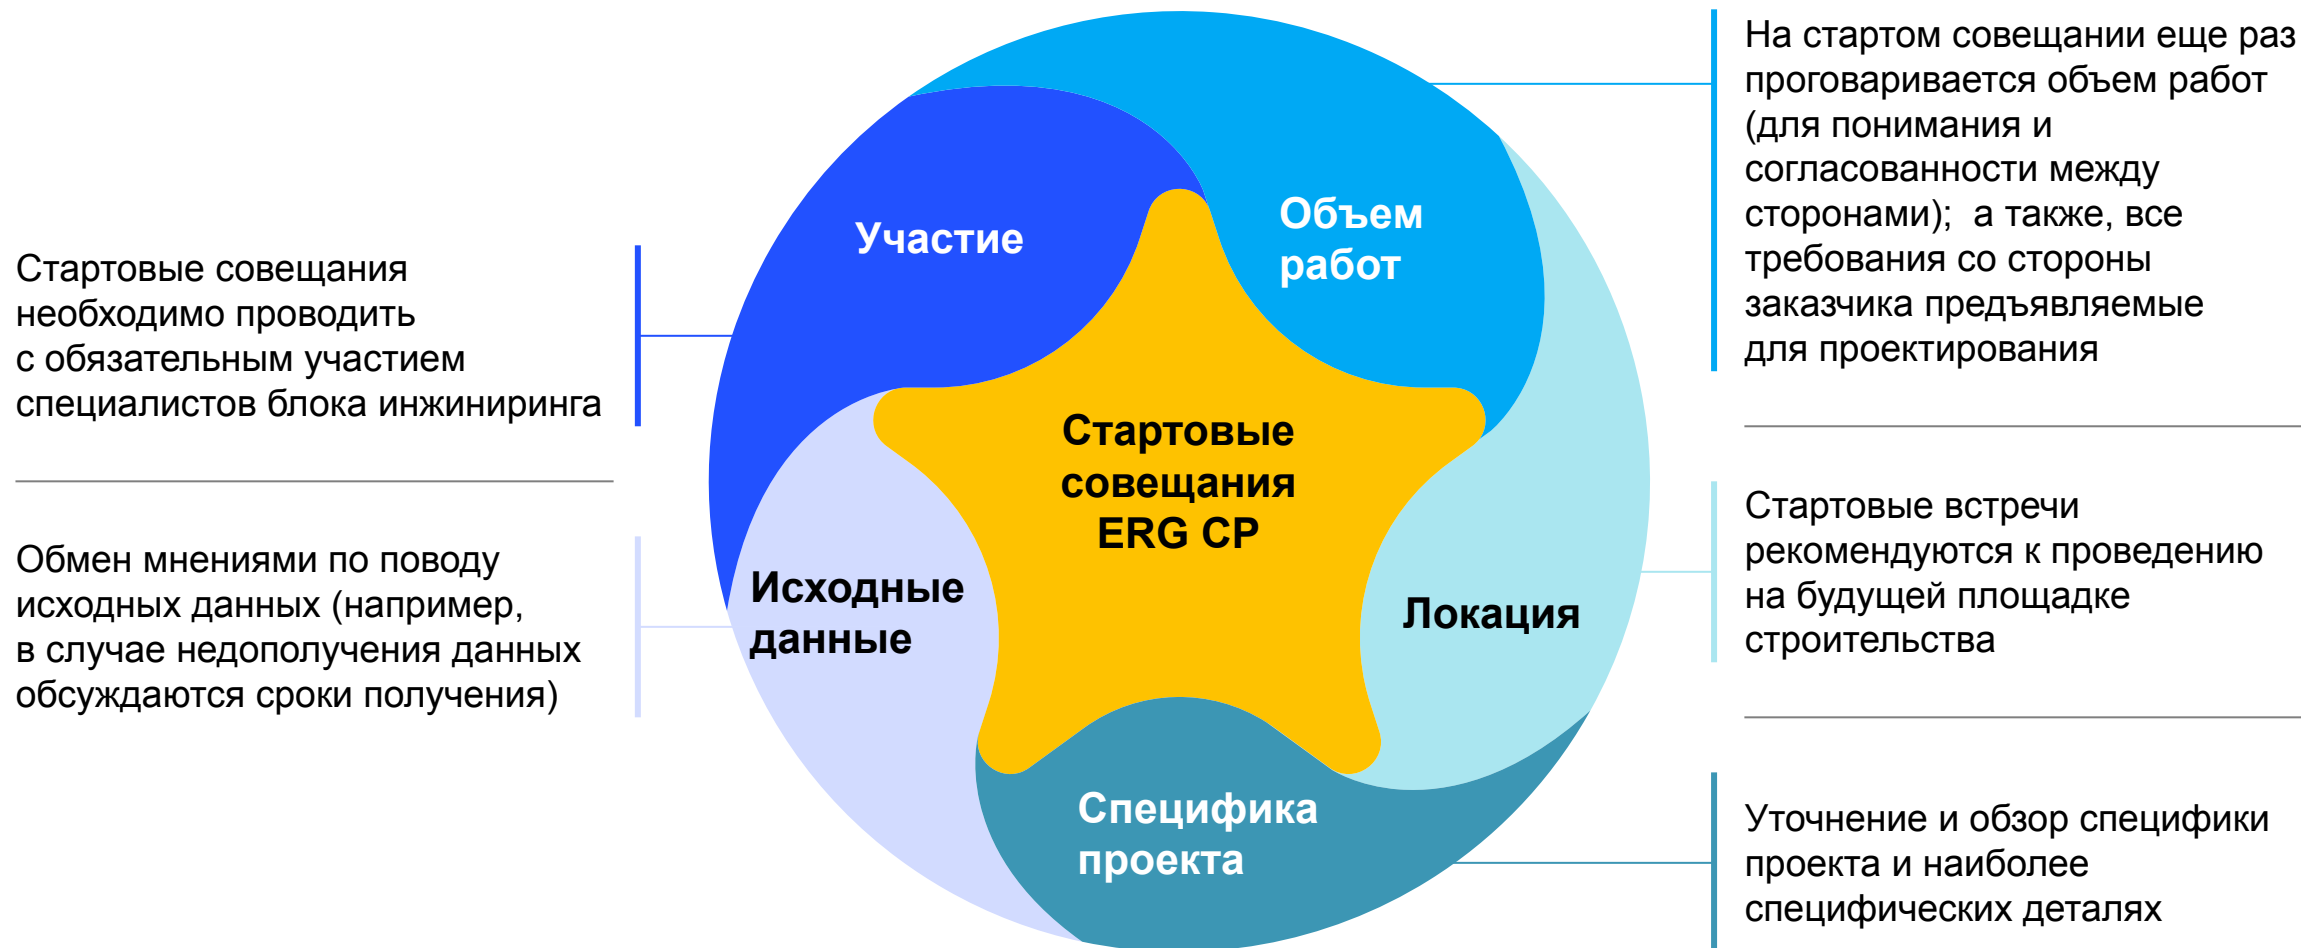 Стартовые совещания
необходимо проводить
с обязательным участием
специалистов блока инжиниринга
Обмен мнениями по поводу
исходных данных (например,
в случае недополучения данных
обсуждаются сроки получения)
Участие
Объем
работ
Стартовые
совещания
ERG CP
Исходные
данные
Локация
Специфика
проекта
На стартом совещании еще раз
проговаривается объем работ
(для понимания и
согласованности между
сторонами);  а также, все
требования со стороны
заказчика предъявляемые
для проектирования
Стартовые встречи
рекомендуются к проведению
на будущей площадке
строительства
Уточнение и обзор специфики
проекта и наиболее
специфических деталях